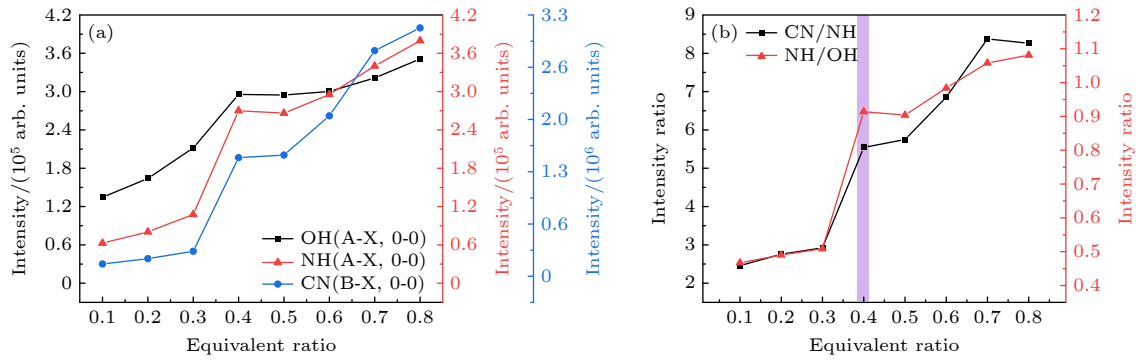 (a)
4.2
3.6
3.0
2.4
1.8
1.2
0.6
0
Intensity/(10⁵ arb. units)
OH(A-X, 0-0)
NH(A-X, 0-0)
CN(B-X, 0-0)
0.1 0.2 0.3 0.4 0.5 0.6 0.7 0.8
Equivalent ratio
4.2
3.6
3.0
2.4
1.8
1.2
0.6
0
Intensity/(10⁵ arb. units)
3.3
2.6
2.0
1.3
0.6
0
Intensity/(10⁶ arb. units)
(b)
CN/NH
NH/OH
9
8
7
6
5
4
3
2
Intensity ratio
0.1 0.2 0.3 0.4 0.5 0.6 0.7 0.8
Equivalent ratio
1.2
1.1
1.0
0.9
0.8
0.7
0.6
0.5
0.4
Intensity ratio